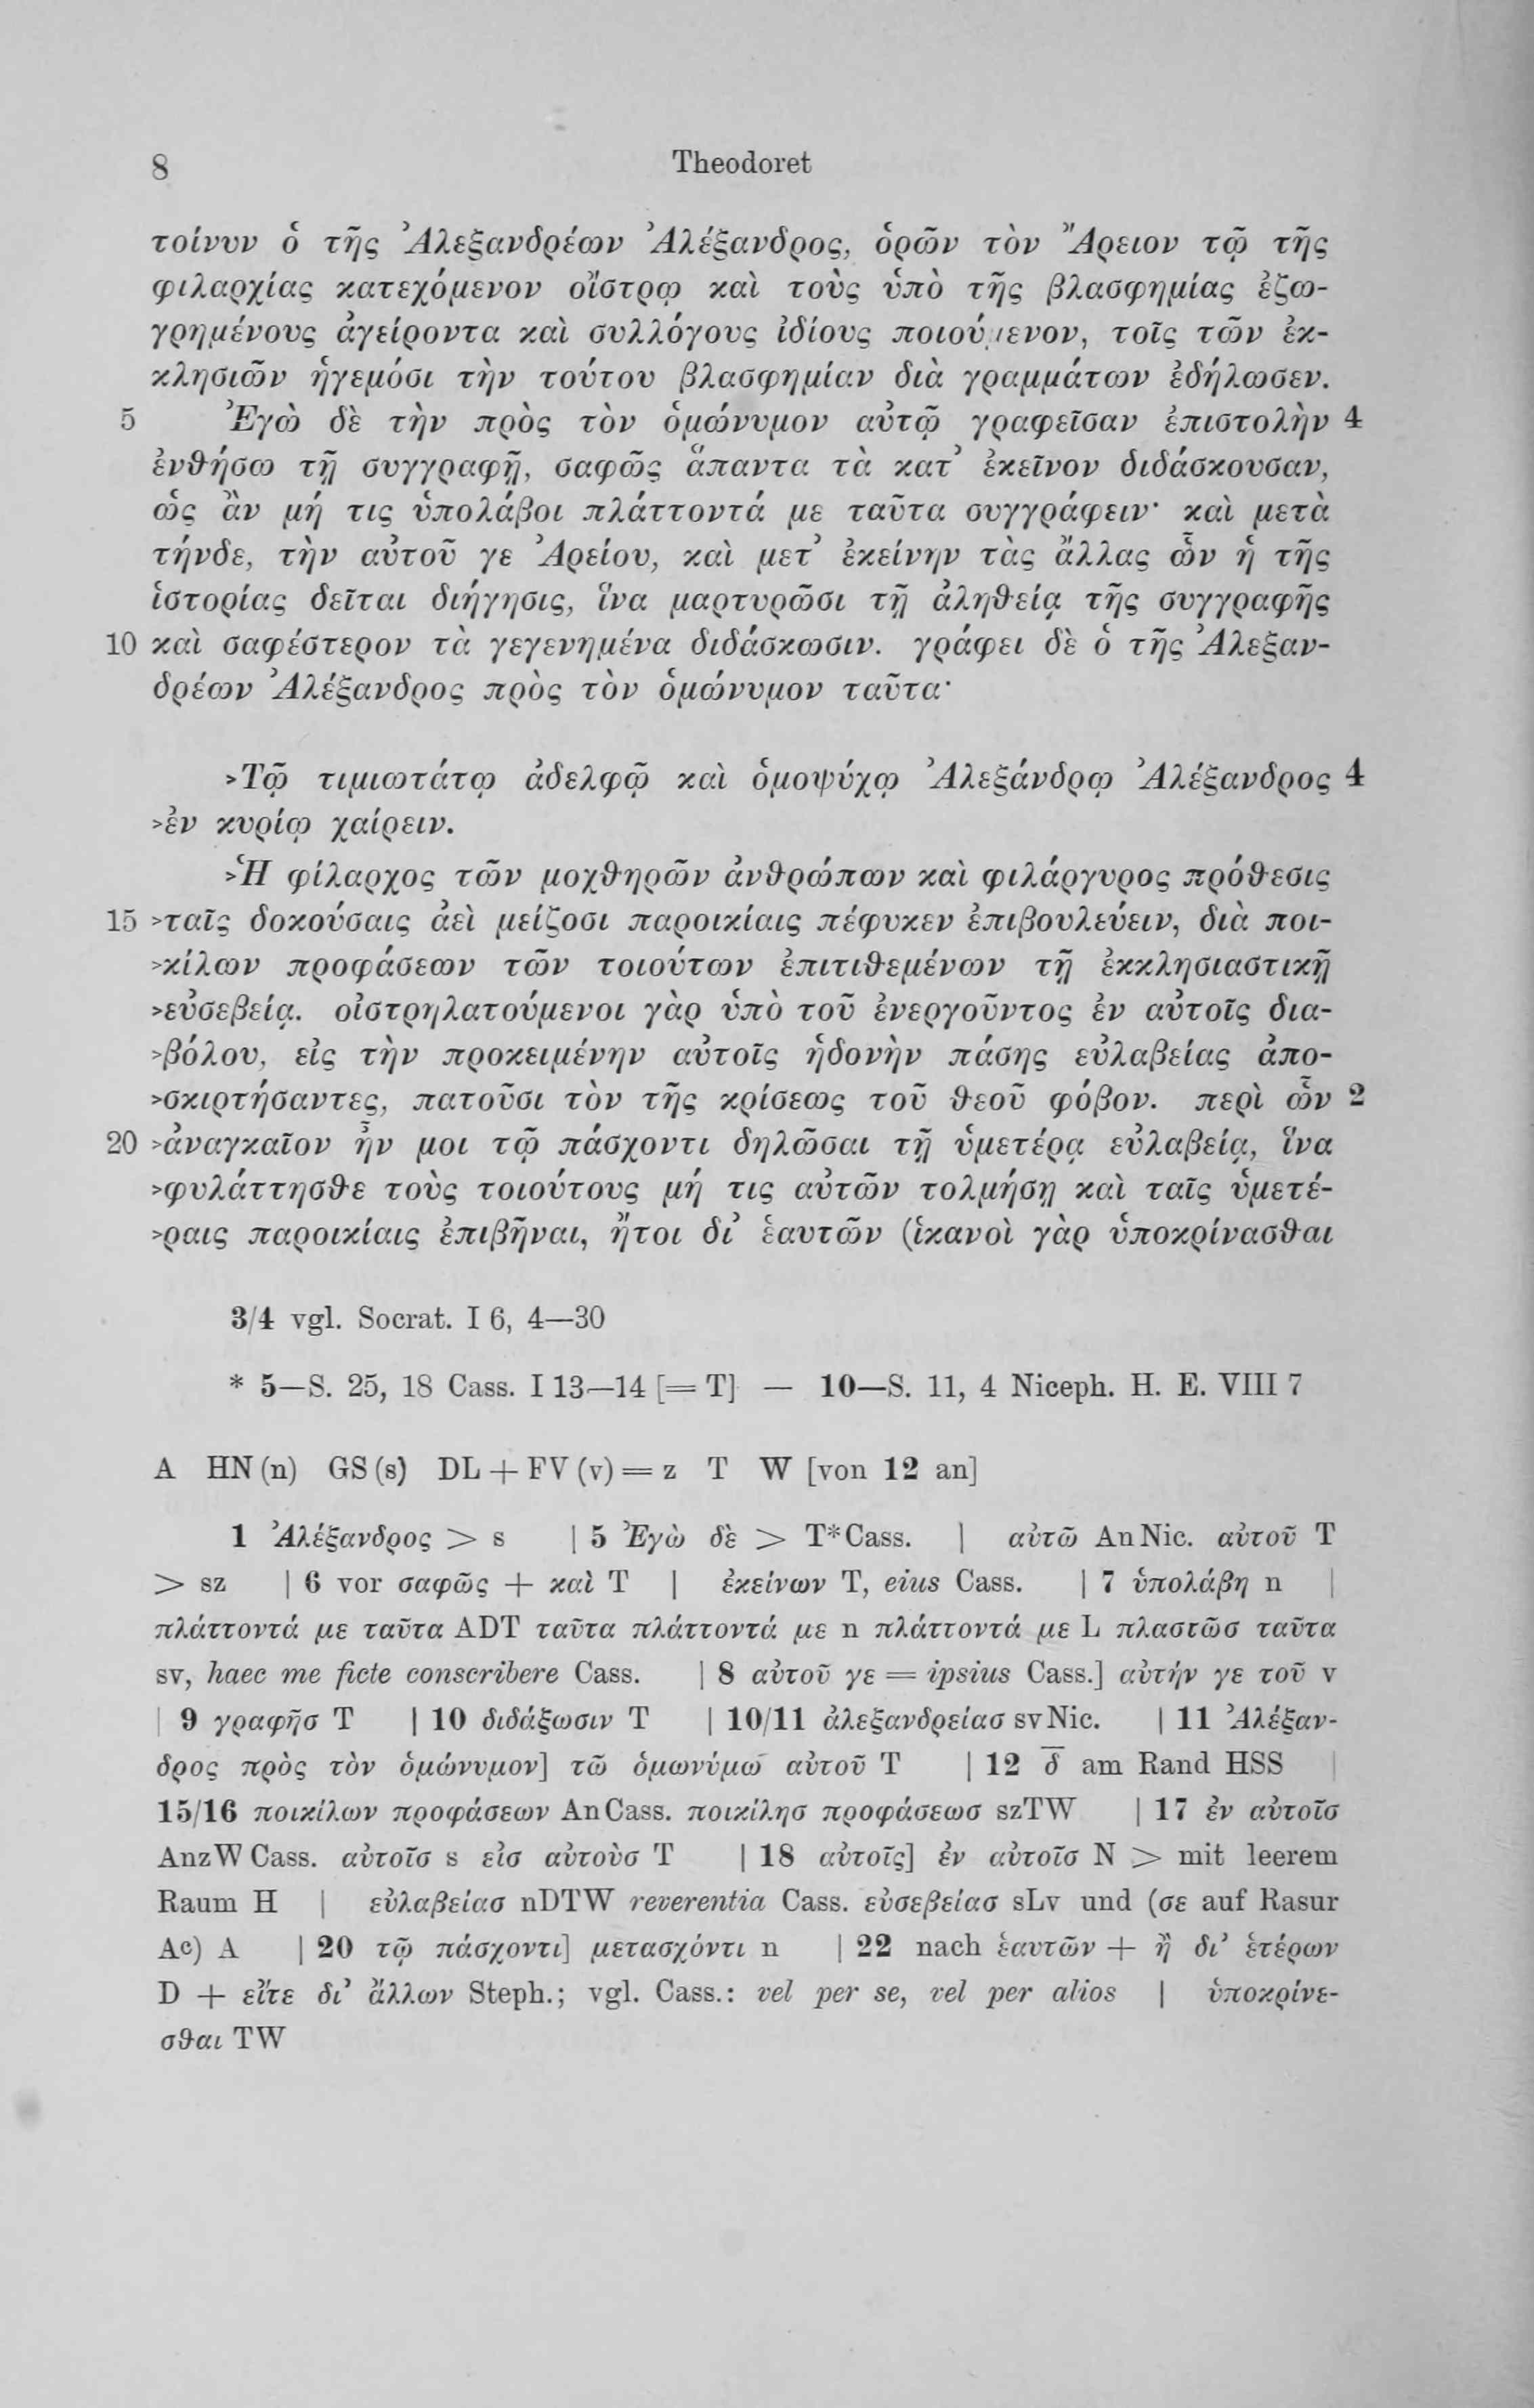 8 Theodoret
τοίνυν ὁ τῆς Ἀλεξανδρέων Ἀλέξανδρος, ὁρῶν τὸν Ἄρειον τῷ τῆς
φιλαρχίας κατεχόμενον οἴστρῳ καὶ τοὺς ὑπὸ τῆς βλασφημίας ἐζω-
γρημένους ἀγείροντα καὶ συλλόγους ἰδίους ποιούμενον, τοῖς τῶν ἐκ-
κλησιῶν ἡγεμόσι τὴν τούτου βλασφημίαν διὰ γραμμάτων ἐδήλωσεν.
5 Ἐγὼ δὲ τὴν πρὸς τὸν ὁμώνυμον αὐτῷ γραφεῖσαν ἐπιστολὴν 4
ἐνθήσω τῇ συγγραφῇ, σαφῶς ἅπαντα τὰ κατ’ ἐκεῖνον διδάσκουσαν,
ὡς ἂν μή τις ὑπολάβοι πλάττοντά με ταῦτα συγγράφειν· καὶ μετὰ
τήνδε, τὴν αὐτοῦ γε Ἀρείου, καὶ μετ’ ἐκείνην τὰς ἄλλας ὧν ἡ τῆς
ἱστορίας δεῖται διήγησις, ἵνα μαρτυρῶσι τῇ ἀληθείᾳ τῆς συγγραφῆς
10 καὶ σαφέστερον τὰ γεγενημένα διδάσκωσιν. γράφει δὲ ὁ τῆς Ἀλεξαν-
δρέων Ἀλέξανδρος πρὸς τὸν ὁμώνυμον ταῦτα·
>Τῷ τιμιωτάτῳ ἀδελφῷ καὶ ὁμοψύχῳ Ἀλεξάνδρῳ Ἀλέξανδρος 4
>ἐν κυρίῳ χαίρειν.
>Ἡ φίλαρχος τῶν μοχθηρῶν ἀνθρώπων καὶ φιλάργυρος πρόθεσις
15 >ταῖς δοκούσαις ἀεὶ μείζοσι παροικίαις πέφυκεν ἐπιβουλεύειν, διὰ ποι-
>κίλων προφάσεων τῶν τοιούτων ἐπιτιθεμένων τῇ ἐκκλησιαστικῇ
>εὐσεβείᾳ. οἰστρηλατούμενοι γὰρ ὑπὸ τοῦ ἐνεργοῦντος ἐν αὐτοῖς δια-
>βόλου, εἰς τὴν προκειμένην αὐτοῖς ἡδονὴν πάσης εὐλαβείας ἀπο-
>σκιρτήσαντες, πατοῦσι τὸν τῆς κρίσεως τοῦ θεοῦ φόβον. περὶ ὧν 2
20 >ἀναγκαῖον ἦν μοι τῷ πάσχοντι δηλῶσαι τῇ ὑμετέρᾳ εὐλαβείᾳ, ἵνα
>φυλάττησθε τοὺς τοιούτους μή τις αὐτῶν τολμήσῃ καὶ ταῖς ὑμετέ-
>ραις παροικίαις ἐπιβῆναι, ἤτοι δι’ ἑαυτῶν (ἱκανοὶ γὰρ ὑποκρίνασθαι
3/4 vgl. Socrat. I 6, 4—30
* 5—S. 25, 18 Cass. I 13—14 [= T] — 10—S. 11, 4 Niceph. H. E. VIII 7
A HN (n) GS (s) DL + FV (v) = z T W [von 12 an]
1 Ἀλέξανδρος > s | 5 Ἐγὼ δὲ > T*Cass. | αὐτῶ AnNic. αὐτοῦ T
> sz | 6 vor σαφῶς + καὶ T | ἐκείνων T, eius Cass. | 7 ὑπολάβη n |
πλάττοντά με ταῦτα ADT ταῦτα πλάττοντά με n πλάττοντά με L πλαστῶσ ταῦτα
sv, haec me ficte conscribere Cass. | 8 αὐτοῦ γε = ipsius Cass.] αὐτήν γε τοῦ v
| 9 γραφῆσ T | 10 διδάξωσιν T | 10/11 ἀλεξανδρείασ svNic. | 11 Ἀλέξαν-
δρος πρὸς τὸν ὁμώνυμον] τῶ ὁμωνύμω αὐτοῦ T | 12 δ̅ am Rand HSS |
15/16 ποικίλων προφάσεων AnCass. ποικίλησ προφάσεωσ szTW | 17 ἐν αὐτοῖσ
AnzW Cass. αὐτοῖσ s εἰσ αὐτοὺσ T | 18 αὐτοῖς] ἐν αὐτοῖσ N > mit leerem
Raum H | εὐλαβείασ nDTW reverentia Cass. εὐσεβείασ sLv und (σε auf Rasur
Aᶜ) A | 20 τῷ πάσχοντι] μετασχόντι n | 22 nach ἑαυτῶν + ἢ δι’ ἑτέρων
D + εἴτε δι’ ἄλλων Steph.; vgl. Cass.: vel per se, vel per alios | ὑποκρίνε-
σθαι TW